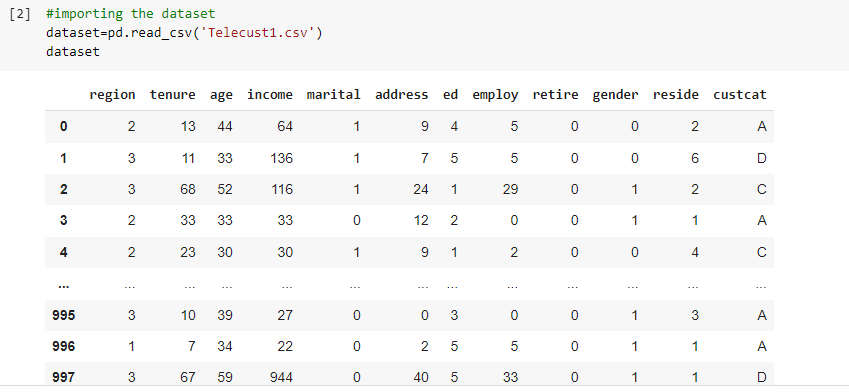 [2] #importing the dataset
dataset=pd.read_csv('Telecust1.csv')
dataset
region tenure age income marital address ed employ retire gender reside custcat
0 2 13 44 64 1 9 4 5 0 0 2 A
1 3 11 33 136 1 7 5 5 0 0 6 D
2 3 68 52 116 1 24 1 29 0 1 2 C
3 2 33 33 33 0 12 2 0 0 1 1 A
4 2 23 30 30 1 9 1 2 0 0 4 C
... ... ... ... ... ... ... ... ... ... ... ... ...
995 3 10 39 27 0 0 3 0 0 1 3 A
996 1 7 34 22 0 2 5 5 0 1 1 A
997 3 67 59 944 0 40 5 33 0 1 1 D